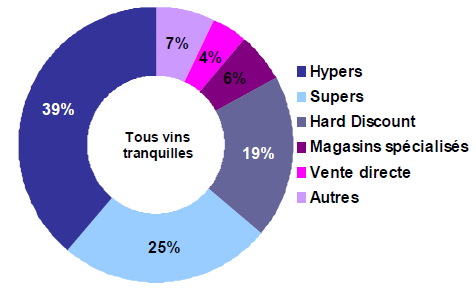 7%
4%
6%
39%
19%
25%
Tous vins
tranquilles
Hypers
Supers
Hard Discount
Magasins spécialisés
Vente directe
Autres